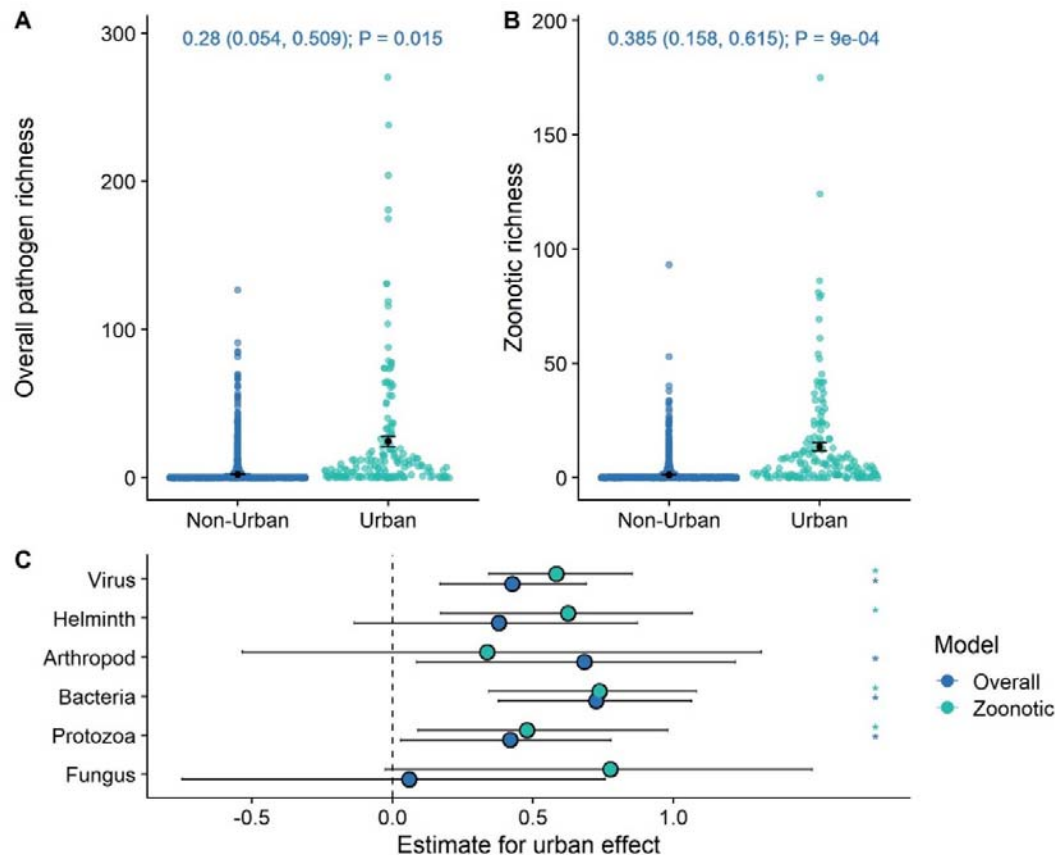 A
0.28 (0.054, 0.509); P = 0.015
300
200
100
0
Overall pathogen richness
Non-Urban
Urban
B
0.385 (0.158, 0.615); P = 9e-04
200
150
100
50
0
Zoonotic richness
Non-Urban
Urban
C
Virus
Helminth
Arthropod
Bacteria
Protozoa
Fungus
-0.5
0.0
0.5
1.0
Estimate for urban effect
*
*
*
*
*
*
*
*
Model
Overall
Zoonotic